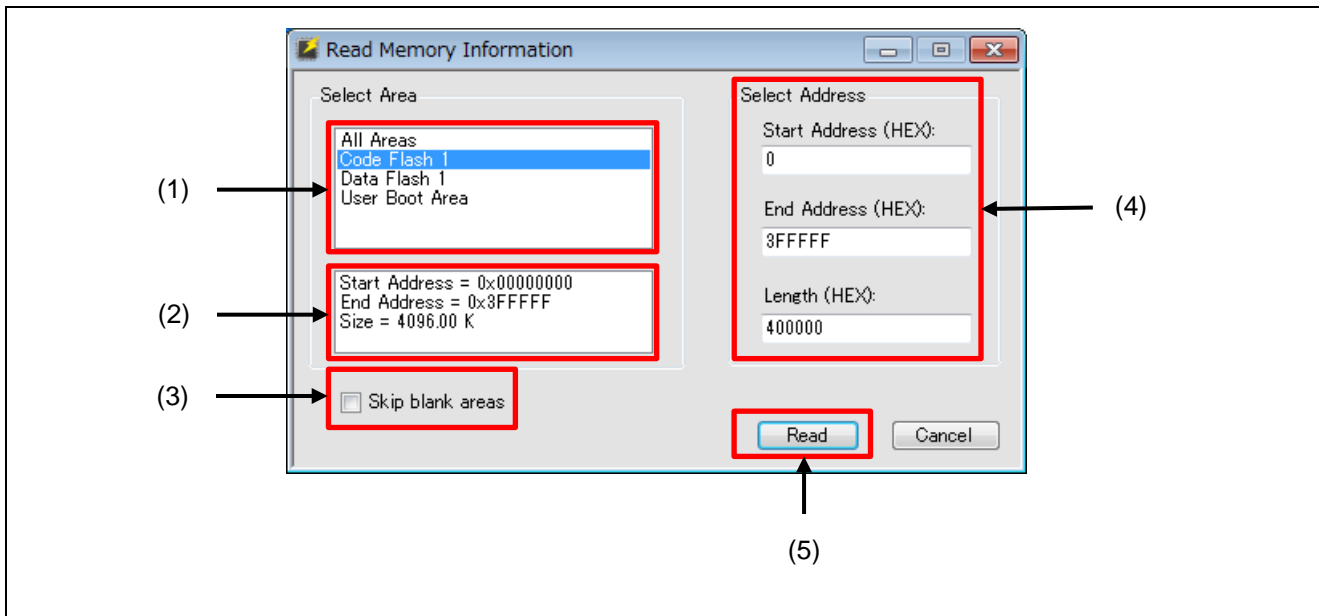 Read Memory Information
Select Area
All Areas
Code Flash 1
Data Flash 1
User Boot Area
(1)
Start Address = 0x00000000
End Address = 0x3FFFFF
Size = 4096.00 K
(2)
(3)
Skip blank areas
Select Address
Start Address (HEX):
0
End Address (HEX):
3FFFFF
Length (HEX):
400000
(4)
Read
Cancel
(5)